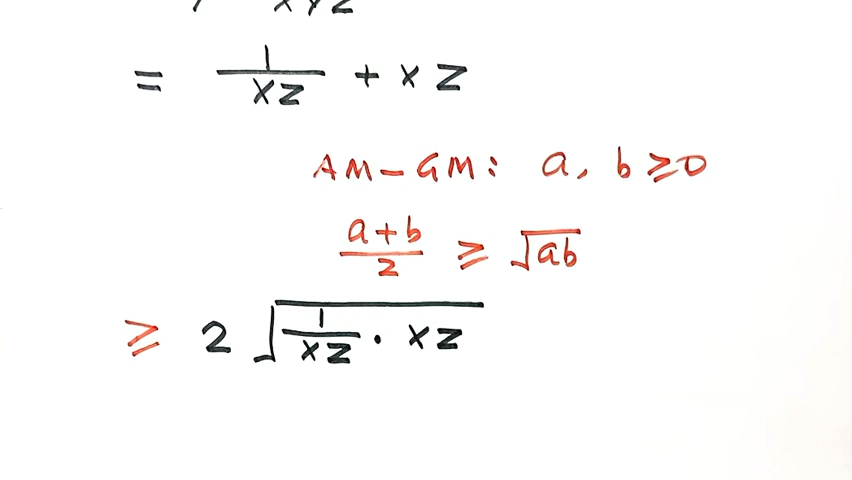 = 1/xz + xz
AM-GM: a, b ≥ 0
(a+b)/2 ≥ √ab
≥ 2 √(1/xz · xz)